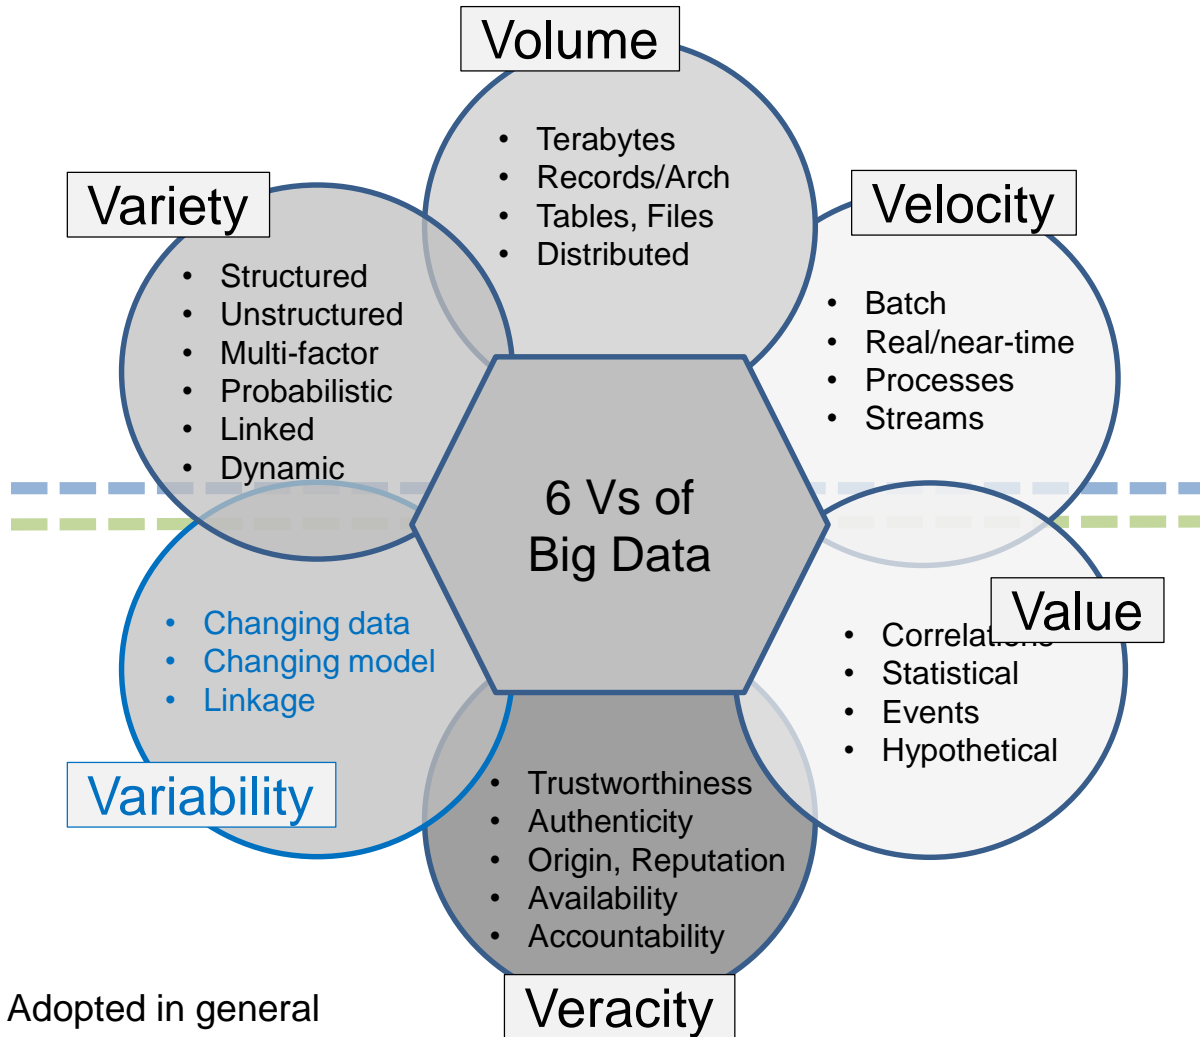 Volume
• Terabytes
• Records/Arch
• Tables, Files
• Distributed
Variety
• Structured
• Unstructured
• Multi-factor
• Probabilistic
• Linked
• Dynamic
Velocity
• Batch
• Real/near-time
• Processes
• Streams
6 Vs of
Big Data
• Changing data
• Changing model
• Linkage
Variability
Value
• Correlations
• Statistical
• Events
• Hypothetical
• Trustworthiness
• Authenticity
• Origin, Reputation
• Availability
• Accountability
Veracity
Adopted in general